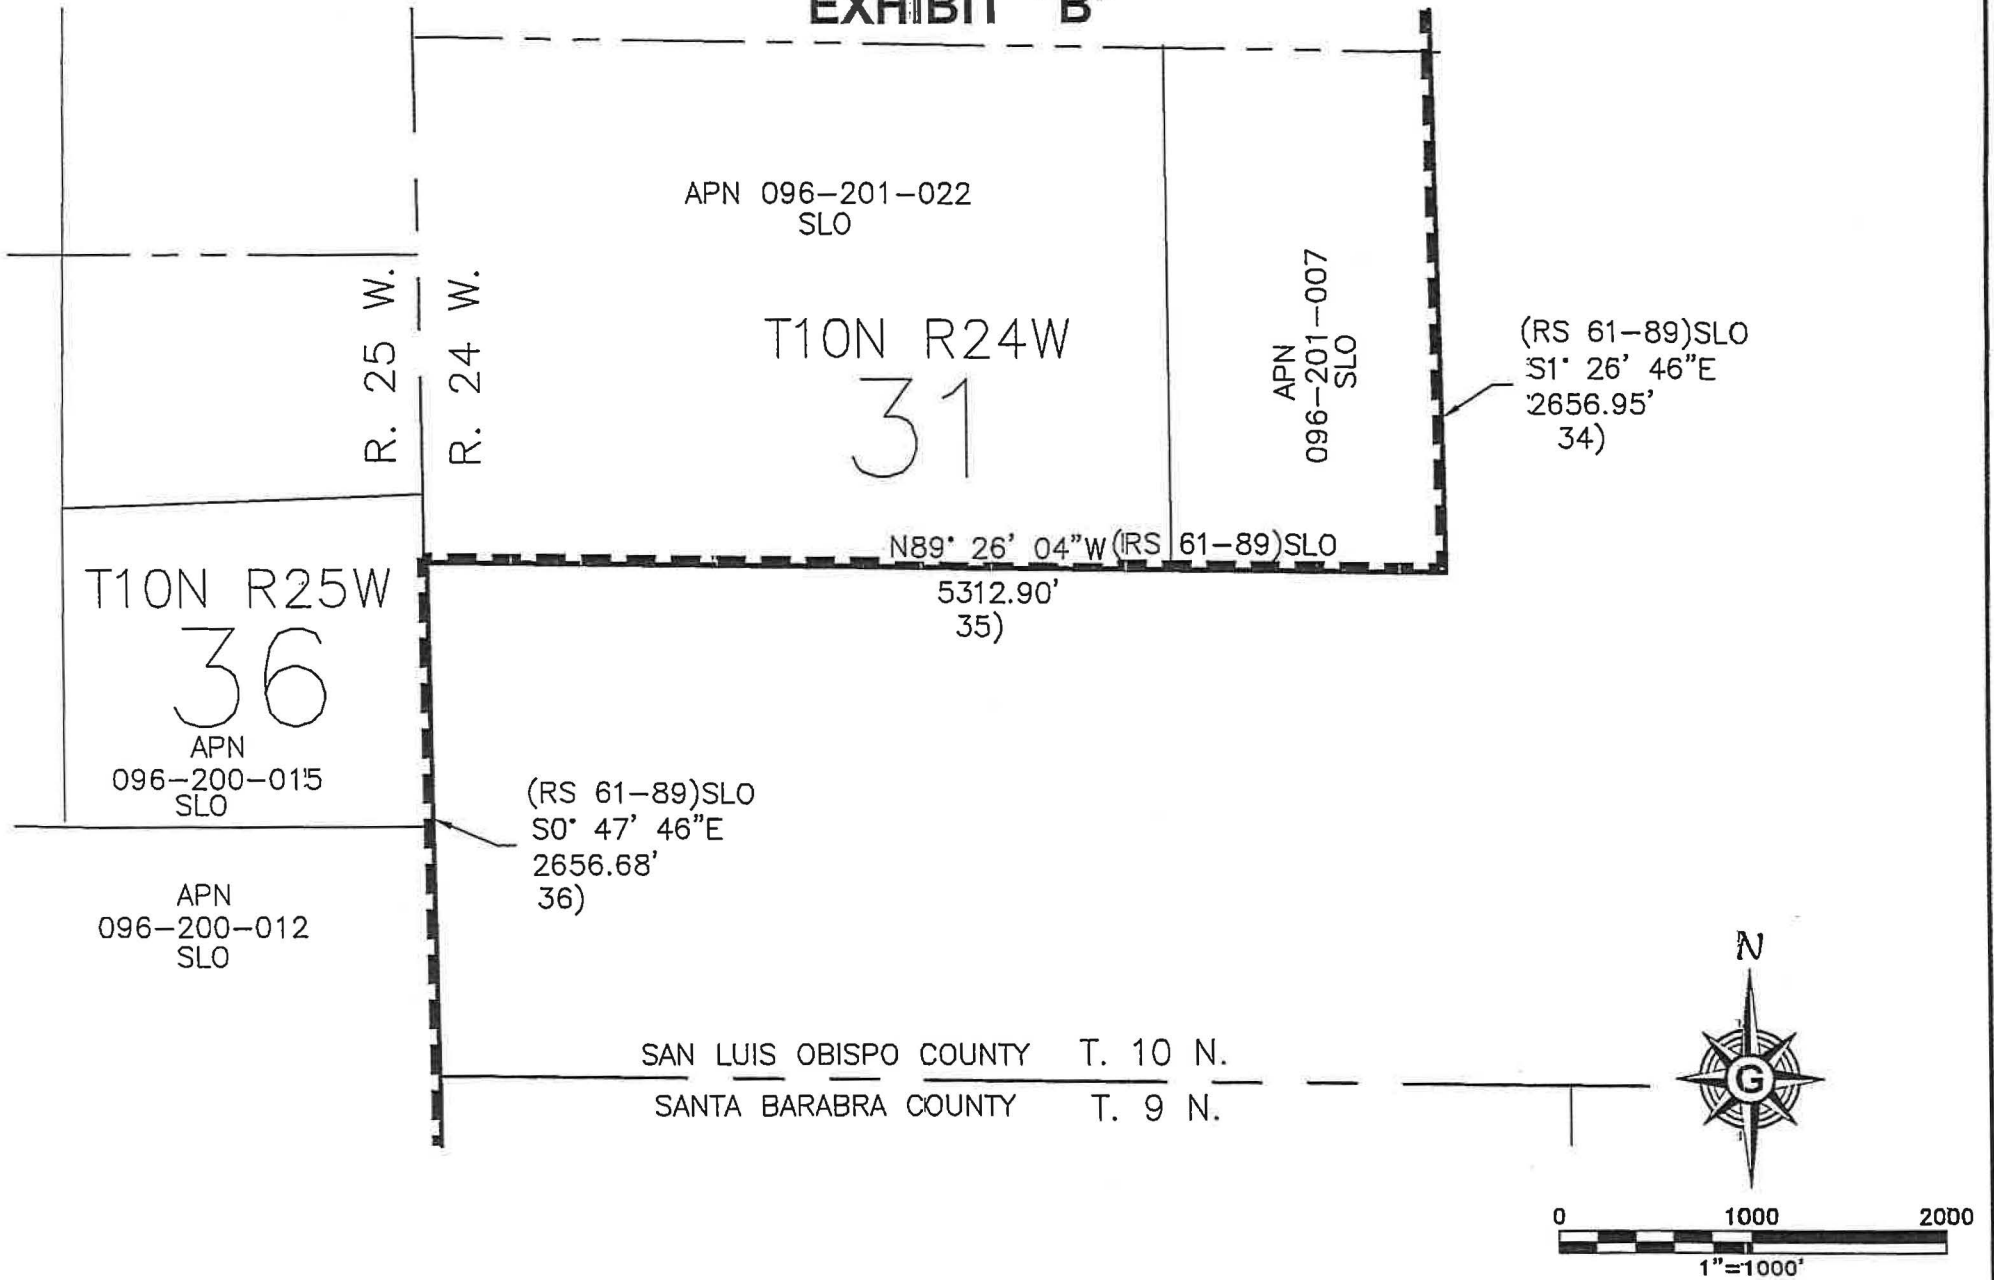 EXHIBIT "B"
APN 096-201-022
SLO
R. 25 W.
R. 24 W.
T10N R24W
31
APN
096-201-007
SLO
(RS 61-89)SLO
S1° 26' 46"E
2656.95'
34)
N89° 26' 04"W(RS 61-89)SLO
5312.90'
35)
T10N R25W
36
APN
096-200-015
SLO
(RS 61-89)SLO
S0° 47' 46"E
2656.68'
36)
APN
096-200-012
SLO
SAN LUIS OBISPO COUNTY T. 10 N.
SANTA BARABRA COUNTY T. 9 N.
N
G
0 1000 2000
1"=1000'